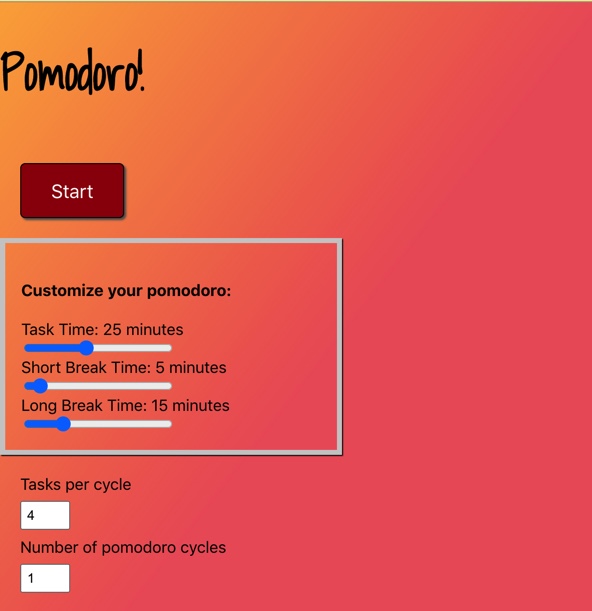 Pomodoro!
Start
Customize your pomodoro:
Task Time: 25 minutes
Short Break Time: 5 minutes
Long Break Time: 15 minutes
Tasks per cycle
4
Number of pomodoro cycles
1